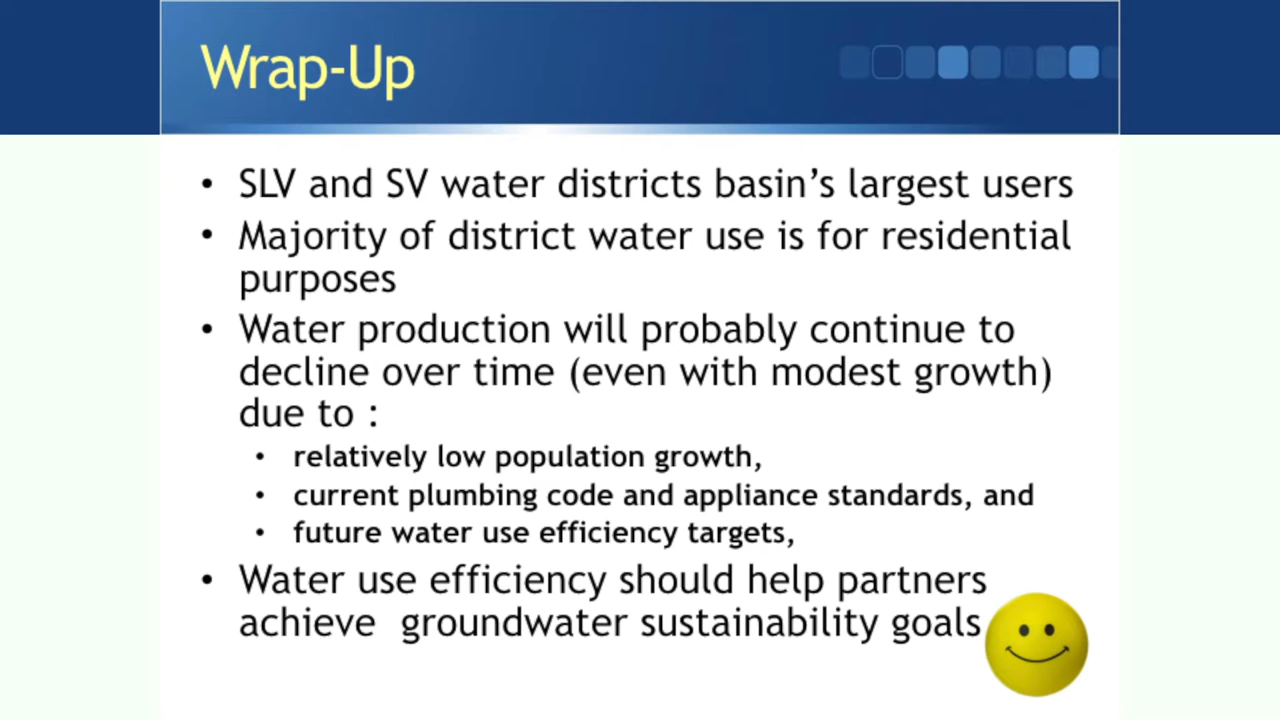 Wrap-Up
• SLV and SV water districts basin’s largest users
• Majority of district water use is for residential
purposes
• Water production will probably continue to
decline over time (even with modest growth)
due to :
• relatively low population growth,
• current plumbing code and appliance standards, and
• future water use efficiency targets,
• Water use efficiency should help partners
achieve  groundwater sustainability goals